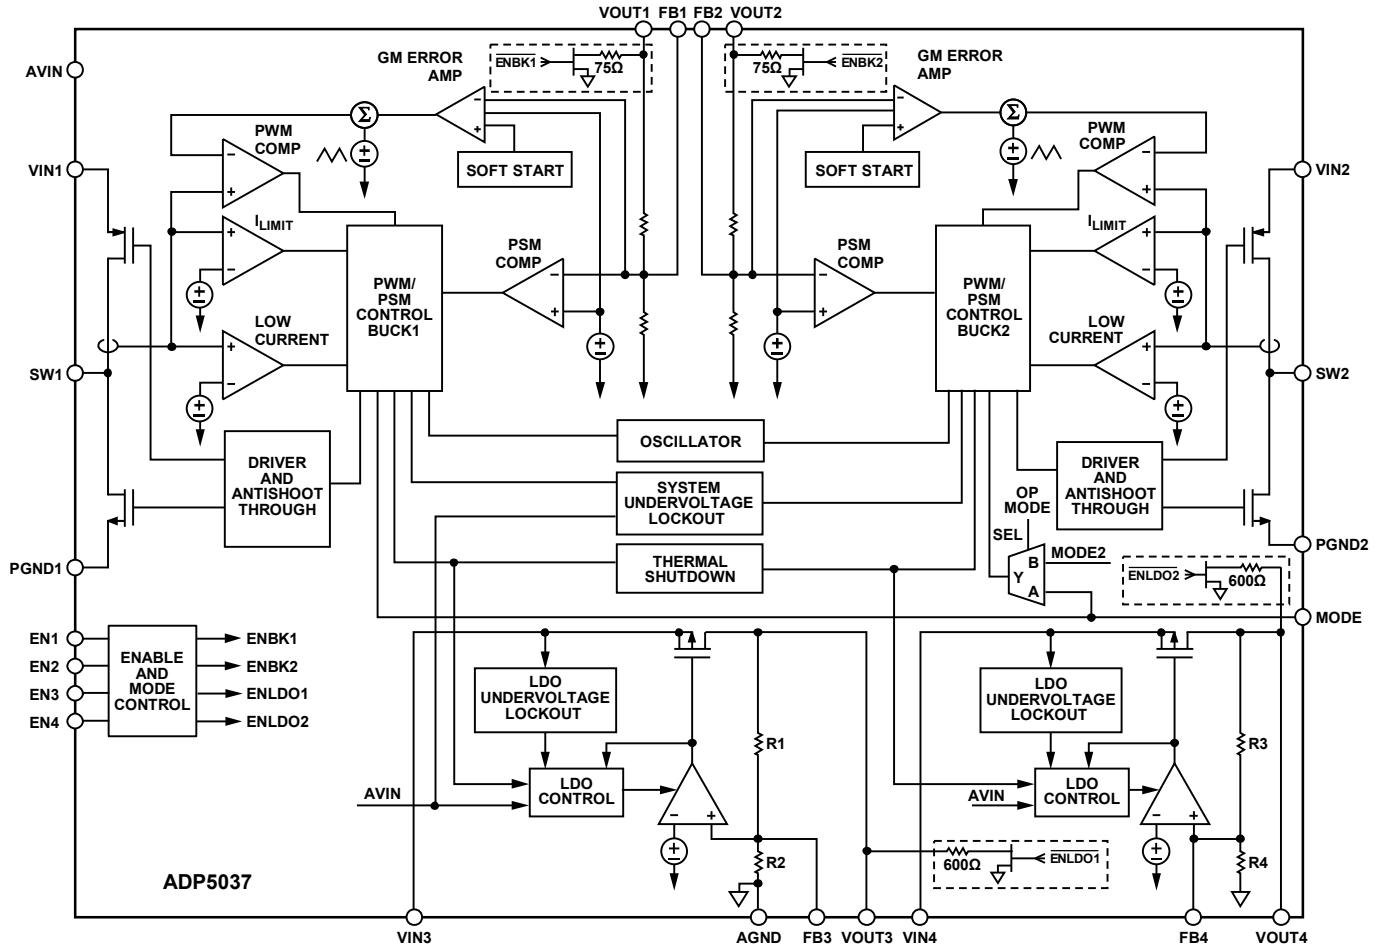 VOUT1 FB1 FB2 VOUT2
AVIN
GM ERROR
AMP
ENBK1
75Ω
75Ω
ENBK2
GM ERROR
AMP
Σ
Σ
PWM
COMP
−
+
−
+
SOFT START
SOFT START
−
+
PWM
COMP
−
+
VIN1
VIN2
ILIMIT
+
−
PSM
COMP
−
+
PSM
COMP
−
+
ILIMIT
+
−
PWM/
PSM
CONTROL
BUCK1
PWM/
PSM
CONTROL
BUCK2
LOW
CURRENT
+
−
LOW
CURRENT
+
−
SW1
SW2
DRIVER
AND
ANTISHOOT
THROUGH
OSCILLATOR
SYSTEM
UNDERVOLTAGE
LOCKOUT
THERMAL
SHUTDOWN
DRIVER
AND
ANTISHOOT
THROUGH
OP
MODE
SEL
B
Y
A
MODE2
ENLDO2
600Ω
PGND1
PGND2
MODE
EN1
EN2
EN3
EN4
ENABLE
AND
MODE
CONTROL
ENBK1
ENBK2
ENLDO1
ENLDO2
LDO
UNDERVOLTAGE
LOCKOUT
LDO
UNDERVOLTAGE
LOCKOUT
R1
R3
AVIN
LDO
CONTROL
−
+
AVIN
LDO
CONTROL
−
+
R2
600Ω
ENLDO1
R4
ADP5037
VIN3 AGND FB3 VOUT3 VIN4 FB4 VOUT4